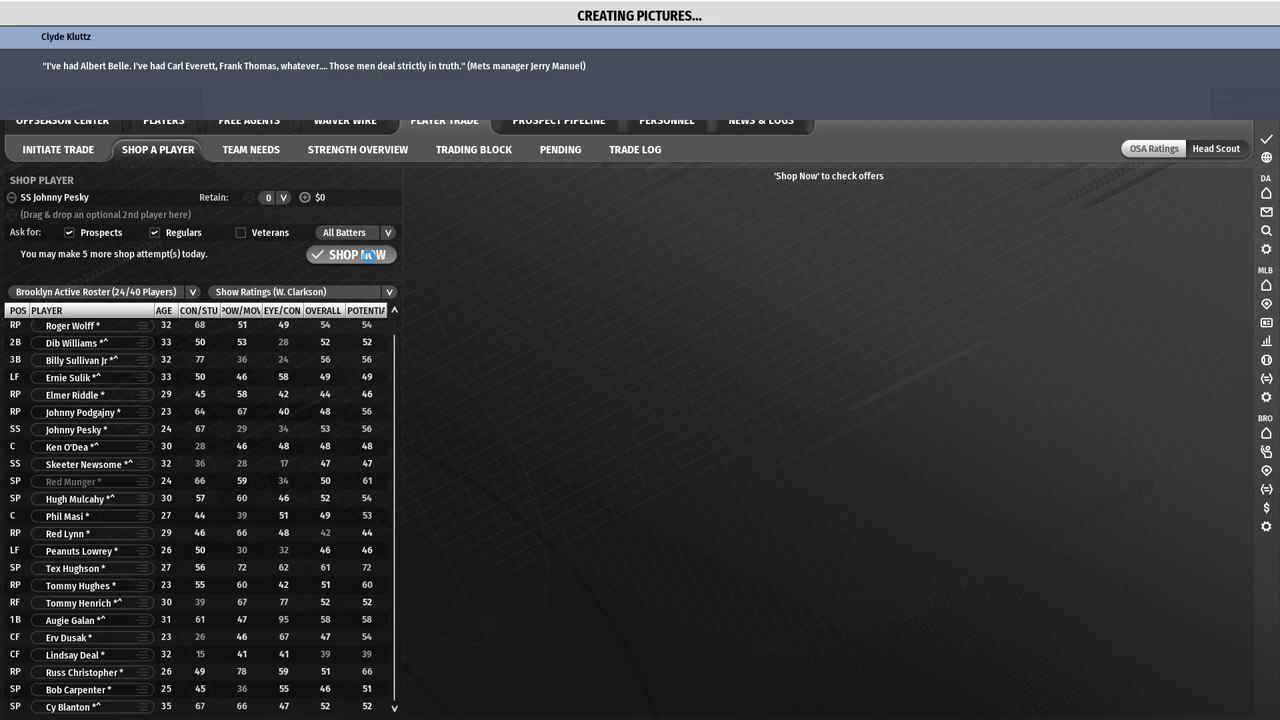 CREATING PICTURES...
Clyde Kluttz
"I've had Albert Belle. I've had Carl Everett, Frank Thomas, whatever.... Those men deal strictly in truth." (Mets manager Jerry Manuel)
OFFSEASON CENTER PLAYERS FREE AGENTS WAIVER WIRE PLAYER TRADE PROSPECT PIPELINE PERSONNEL NEWS & LOGS
INITIATE TRADE SHOP A PLAYER TEAM NEEDS STRENGTH OVERVIEW TRADING BLOCK PENDING TRADE LOG OSA Ratings Head Scout
SHOP PLAYER 'Shop Now' to check offers
SS Johnny Pesky Retain: 0 V $0
(Drag & drop an optional 2nd player here)
Ask for: Prospects Regulars Veterans All Batters V
You may make 5 more shop attempt(s) today. SHOP NOW
Brooklyn Active Roster (24/40 Players) V Show Ratings (W. Clarkson) V
POS PLAYER AGE CON/STU POW/MOV EYE/CON OVERALL POTENTIA
RP Roger Wolff * 32 68 51 49 54 54
2B Dib Williams *^ 33 50 53 28 52 52
3B Billy Sullivan Jr *^ 32 77 36 24 56 56
LF Ernie Sulik *^ 33 50 46 58 49 49
RP Elmer Riddle * 29 45 58 42 44 46
RP Johnny Podgajny * 23 64 67 40 48 56
SS Johnny Pesky * 24 67 29 34 53 56
C Ken O'Dea *^ 30 28 46 48 48 48
SS Skeeter Newsome *^ 32 36 28 17 47 47
SP Red Munger * 24 66 59 34 50 61
SP Hugh Mulcahy *^ 30 57 60 46 52 54
C Phil Masi * 27 44 39 51 49 53
RP Red Lynn * 29 46 66 48 42 44
LF Peanuts Lowrey * 26 50 30 32 46 46
SP Tex Hughson * 27 56 72 62 61 72
RP Tommy Hughes * 23 55 60 42 51 60
RF Tommy Henrich *^ 30 39 67 77 52 52
1B Augie Galan *^ 31 61 47 95 58 58
CF Erv Dusak * 23 26 46 67 47 54
CF Lindsay Deal * 32 15 41 41 39 39
RP Russ Christopher * 26 49 78 59 51 66
SP Bob Carpenter * 25 45 36 55 46 51
SP Cy Blanton *^ 35 67 66 47 52 52
DA
MLB
BRO
$